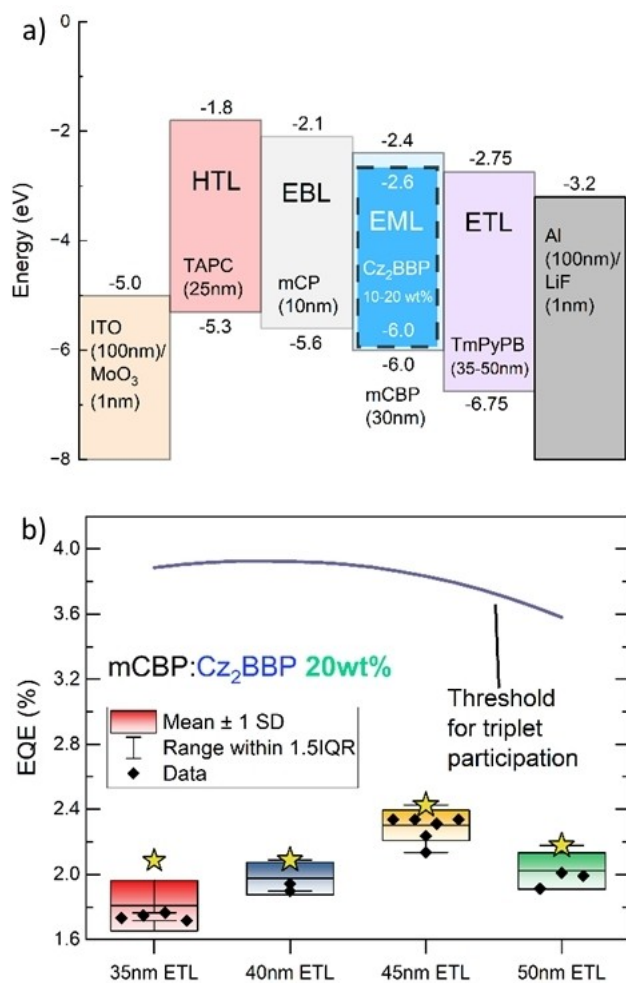 a)
0
-2
-4
-6
-8
Energy (eV)
-1.8
HTL
TAPC
(25nm)
-5.3
-2.1
EBL
mCP
(10nm)
-5.6
-2.4
-2.6
EML
Cz₂BBP
10-20 wt%
-6.0
-6.0
mCBP
(30nm)
-2.75
ETL
TmPyPB
(35-50nm)
-6.75
-3.2
Al
(100nm)/
LiF
(1nm)
-5.0
ITO
(100nm)/
MoO₃
(1nm)
b)
4.0
3.6
3.2
2.8
2.4
2.0
1.6
EQE (%)
mCBP:Cz₂BBP 20wt%
Mean ± 1 SD
Range within 1.5IQR
Data
Threshold
for triplet
participation
35nm ETL
40nm ETL
45nm ETL
50nm ETL